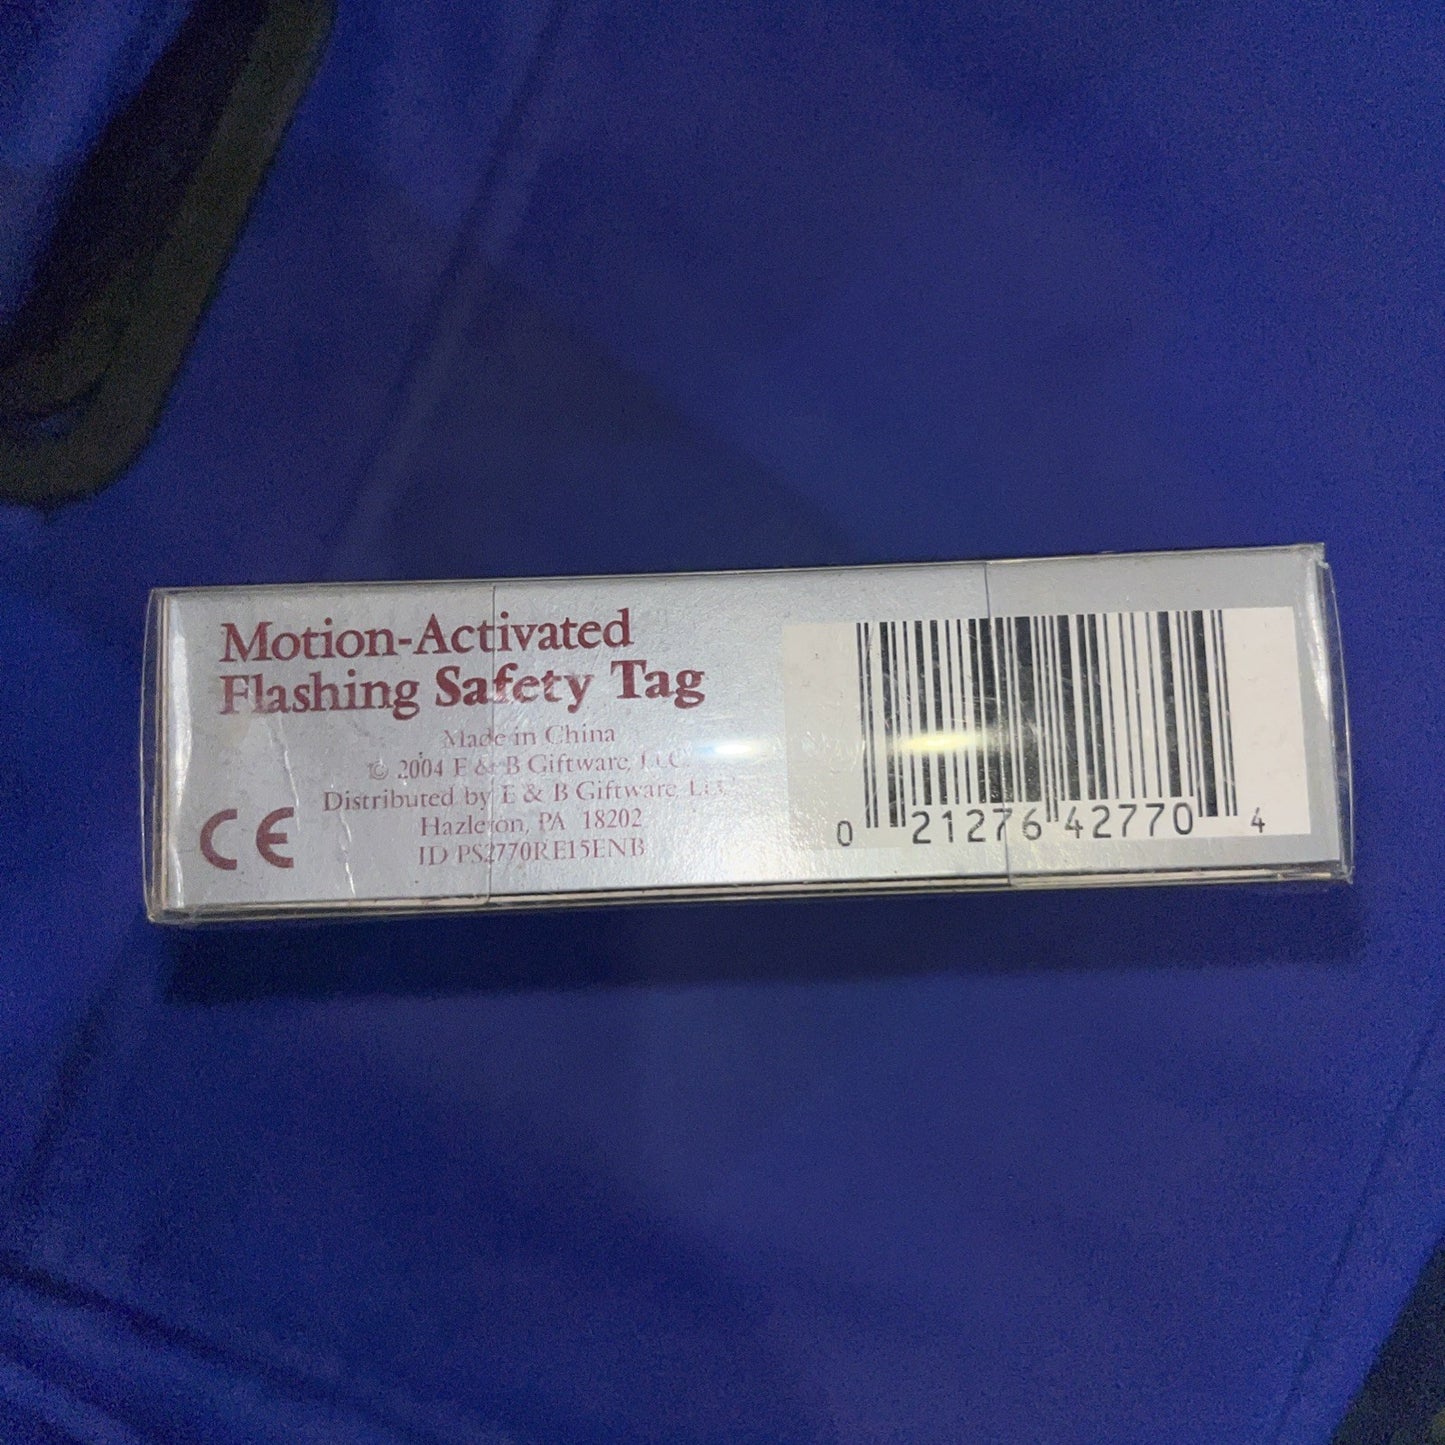 Motion-Activated
Flashing Safety Tag
Made in China
© 2004 E & B Giftware, LLC.
Distributed by E & B Giftware, LLC
Hazleton, PA 18202
ID PS2770RE15ENB
CE
0 21276 42770 4